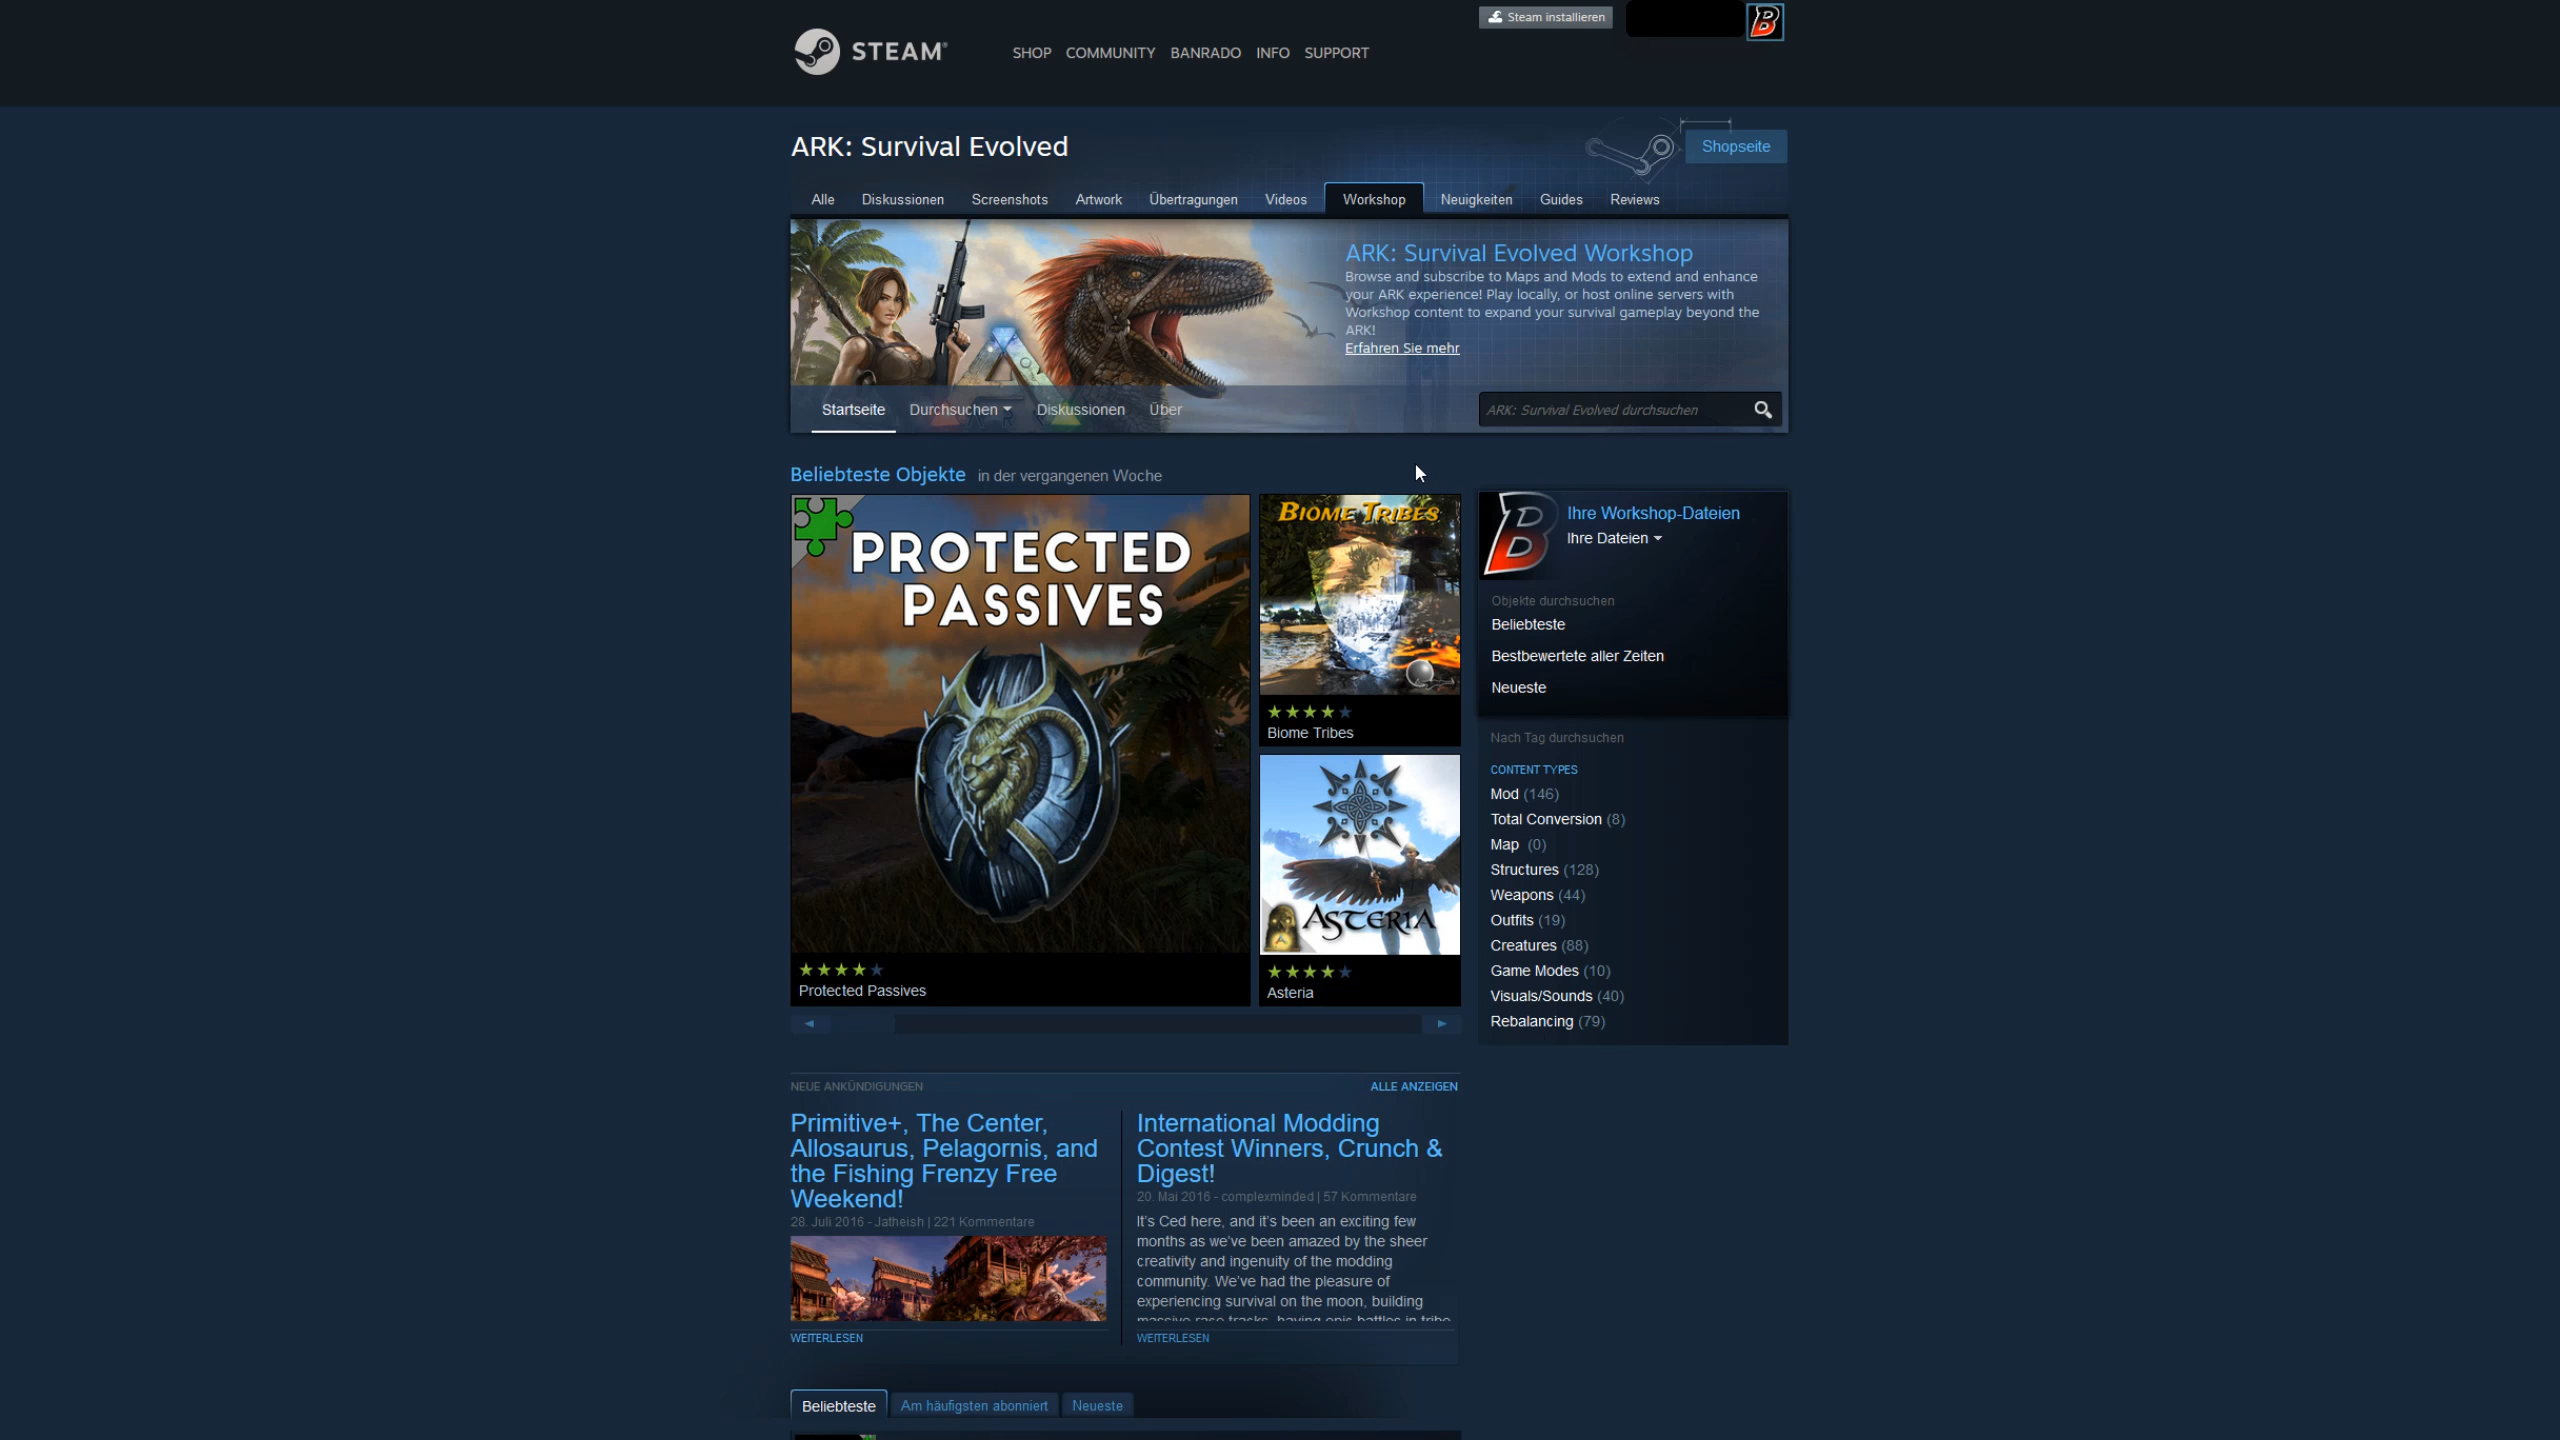 Steam installieren
STEAM®
SHOP COMMUNITY BANRADO INFO SUPPORT
ARK: Survival Evolved
Shopseite
Alle Diskussionen Screenshots Artwork Übertragungen Videos Workshop Neuigkeiten Guides Reviews
ARK: Survival Evolved Workshop
Browse and subscribe to Maps and Mods to extend and enhance
your ARK experience! Play locally, or host online servers with
Workshop content to expand your survival gameplay beyond the
ARK!
Erfahren Sie mehr
Startseite Durchsuchen Diskussionen Über
ARK: Survival Evolved durchsuchen
Beliebteste Objekte in der vergangenen Woche
PROTECTED
PASSIVES
Protected Passives
BIOME TRIBES
Biome Tribes
ASTERIA
Asteria
B
Ihre Workshop-Dateien
Ihre Dateien
Objekte durchsuchen
Beliebteste
Bestbewertete aller Zeiten
Neueste
Nach Tag durchsuchen
CONTENT TYPES
Mod (146)
Total Conversion (8)
Map (0)
Structures (128)
Weapons (44)
Outfits (19)
Creatures (88)
Game Modes (10)
Visuals/Sounds (40)
Rebalancing (79)
NEUE ANKÜNDIGUNGEN
ALLE ANZEIGEN
Primitive+, The Center,
Allosaurus, Pelagornis, and
the Fishing Frenzy Free
Weekend!
28. Juli 2016 - Jatheish | 221 Kommentare
WEITERLESEN
International Modding
Contest Winners, Crunch &
Digest!
20. Mai 2016 - complexminded | 57 Kommentare
It's Ced here, and it's been an exciting few
months as we've been amazed by the sheer
creativity and ingenuity of the modding
community. We've had the pleasure of
experiencing survival on the moon, building
massive race tracks, having epic battles in tribe
WEITERLESEN
Beliebteste Am häufigsten abonniert Neueste